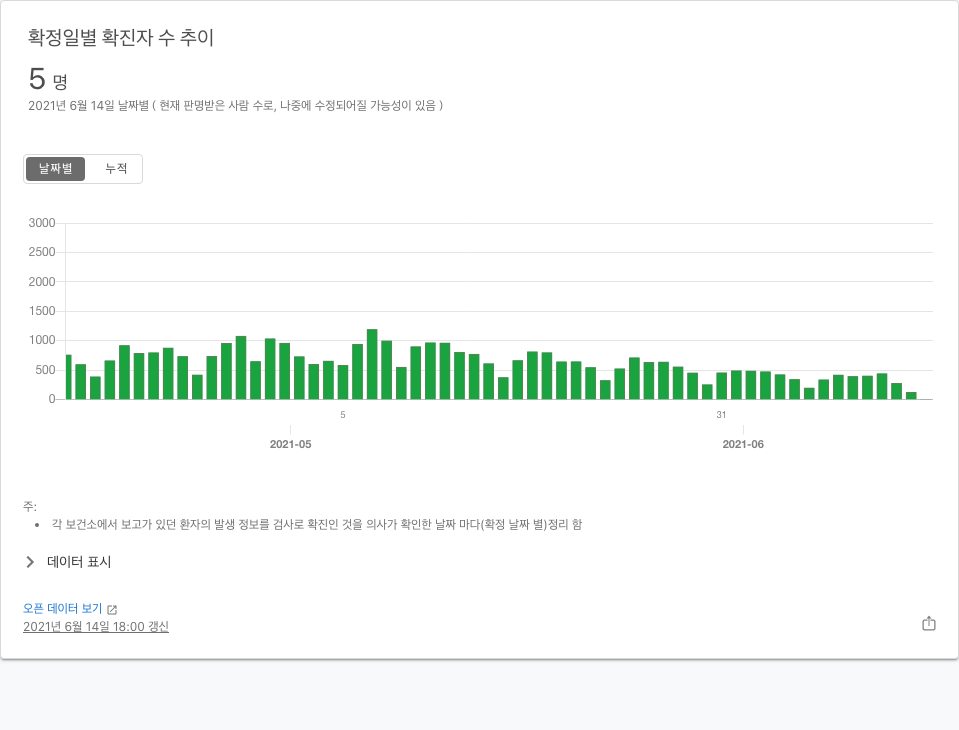 확정일별 확진자 수 추이
5 명
2021년 6월 14일 날짜별 ( 현재 판명받은 사람 수로, 나중에 수정되어질 가능성이 있음 )
날짜별 누적
3000
2500
2000
1500
1000
500
0
5 31
2021-05 2021-06
주:
• 각 보건소에서 보고가 있던 환자의 발생 정보를 검사로 확진인 것을 의사가 확인한 날짜 마다(확정 날짜 별)정리 함
데이터 표시
오픈 데이터 보기
2021년 6월 14일 18:00 갱신